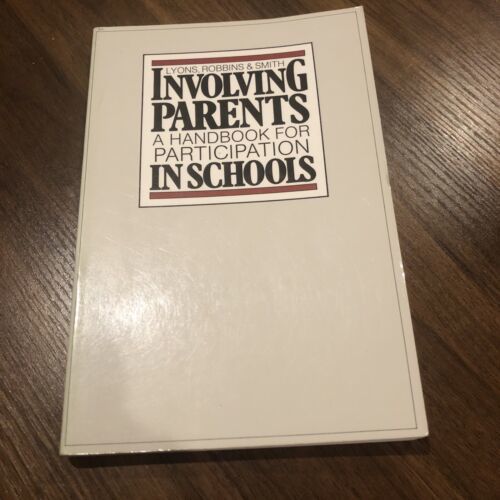 LYONS, ROBBINS & SMITH
INVOLVING
PARENTS
A HANDBOOK FOR
PARTICIPATION
IN SCHOOLS